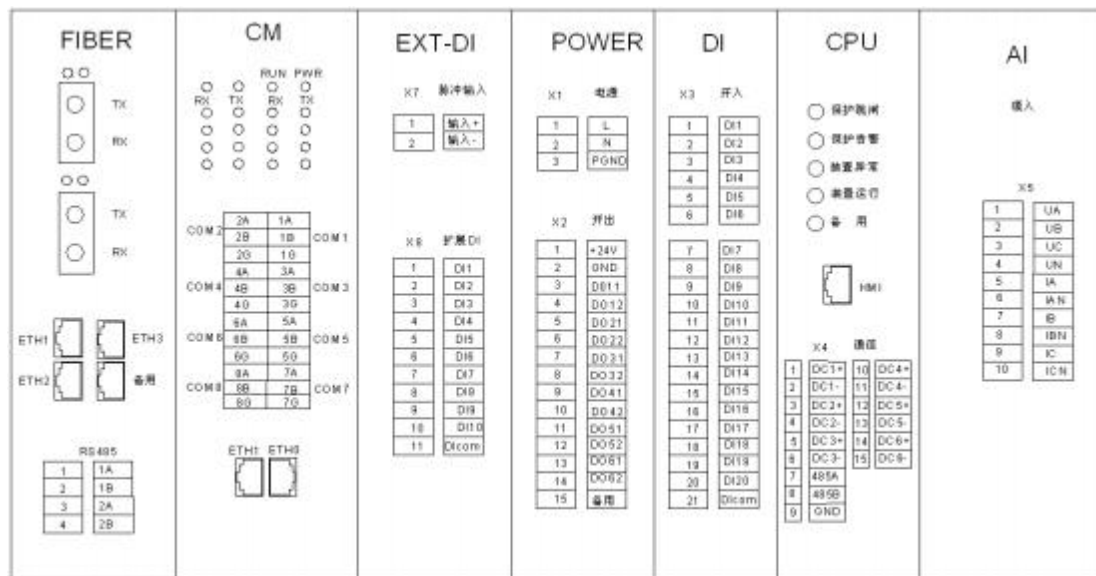 FIBER
TX
RX
TX
RX
ETH1
ETH3
ETH2
备用
RS485
1 1A
2 1B
3 2A
4 2B
CM
RUN PWR
RX TX RX TX
2A 1A
COM2 2B 1B COM1
2G 1G
4A 3A
COM4 4B 3B COM3
4G 3G
6A 5A
COM6 6B 5B COM5
6G 5G
8A 7A
COM8 8B 7B COM7
8G 7G
ETH1 ETH0
EXT-DI
X7 脉冲输入
1 输入+
2 输入-
X8 扩展DI
1 DI1
2 DI2
3 DI3
4 DI4
5 DI5
6 DI6
7 DI7
8 DI8
9 DI9
10 DI10
11 DIcom
POWER
X1 电源
1 L
2 N
3 PGND
X2 开出
1 +24V
2 GND
3 DO11
4 DO12
5 DO21
6 DO22
7 DO31
8 DO32
9 DO41
10 DO42
11 DO51
12 DO52
13 DO61
14 DO62
15 备用
DI
X3 开入
1 DI1
2 DI2
3 DI3
4 DI4
5 DI5
6 DI6
7 DI7
8 DI8
9 DI9
10 DI10
11 DI11
12 DI12
13 DI13
14 DI14
15 DI15
16 DI16
17 DI17
18 DI18
19 DI19
20 DI20
21 DIcom
CPU
保护跳闸
保护告警
装置异常
装置运行
备 用
HMI
X4
1 DC1+ 10 DC4+
2 DC1- 11 DC4-
3 DC2+ 12 DC5+
4 DC2- 13 DC5-
5 DC3+ 14 DC6+
6 DC3- 15 DC6-
7 485A
8 485B
9 GND
AI
X5
1 UA
2 UB
3 UC
4 UN
5 IA
6 IAN
7 IB
8 IBN
9 IC
10 ICN